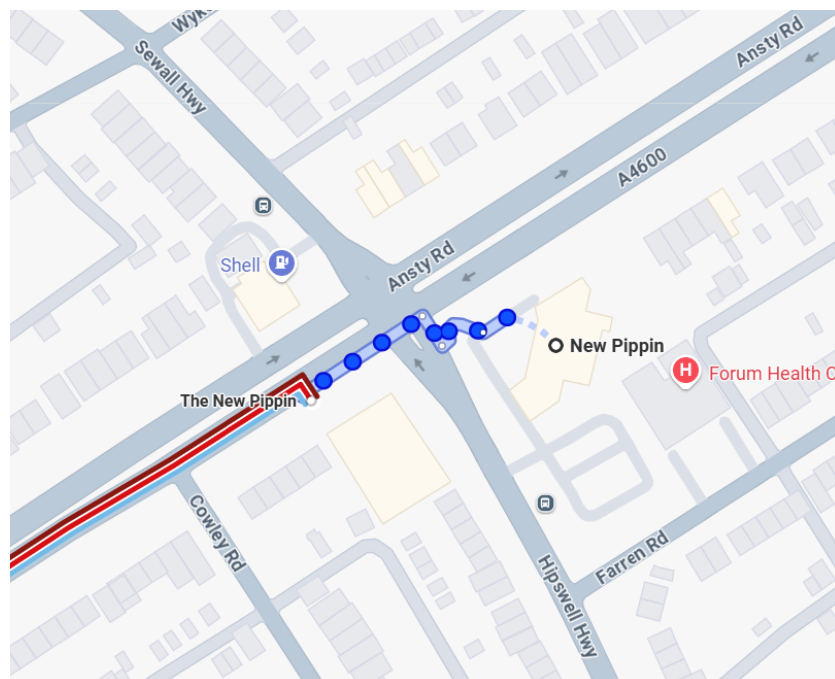 Wyke
Sewall Hwy
Ansty Rd
A4600
Ansty Rd
Shell
New Pippin
H
Forum Health C
The New Pippin
Cowley Rd
Farren Rd
Hipswell Hwy